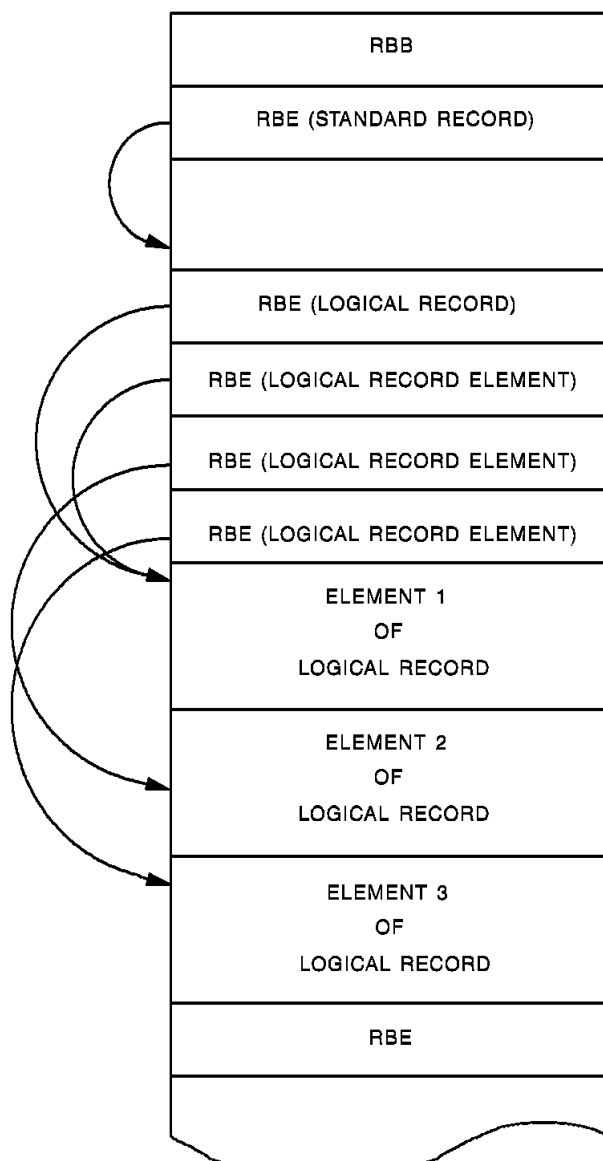 RBB
RBE (STANDARD RECORD)
RBE (LOGICAL RECORD)
RBE (LOGICAL RECORD ELEMENT)
RBE (LOGICAL RECORD ELEMENT)
RBE (LOGICAL RECORD ELEMENT)
ELEMENT 1
OF
LOGICAL RECORD
ELEMENT 2
OF
LOGICAL RECORD
ELEMENT 3
OF
LOGICAL RECORD
RBE